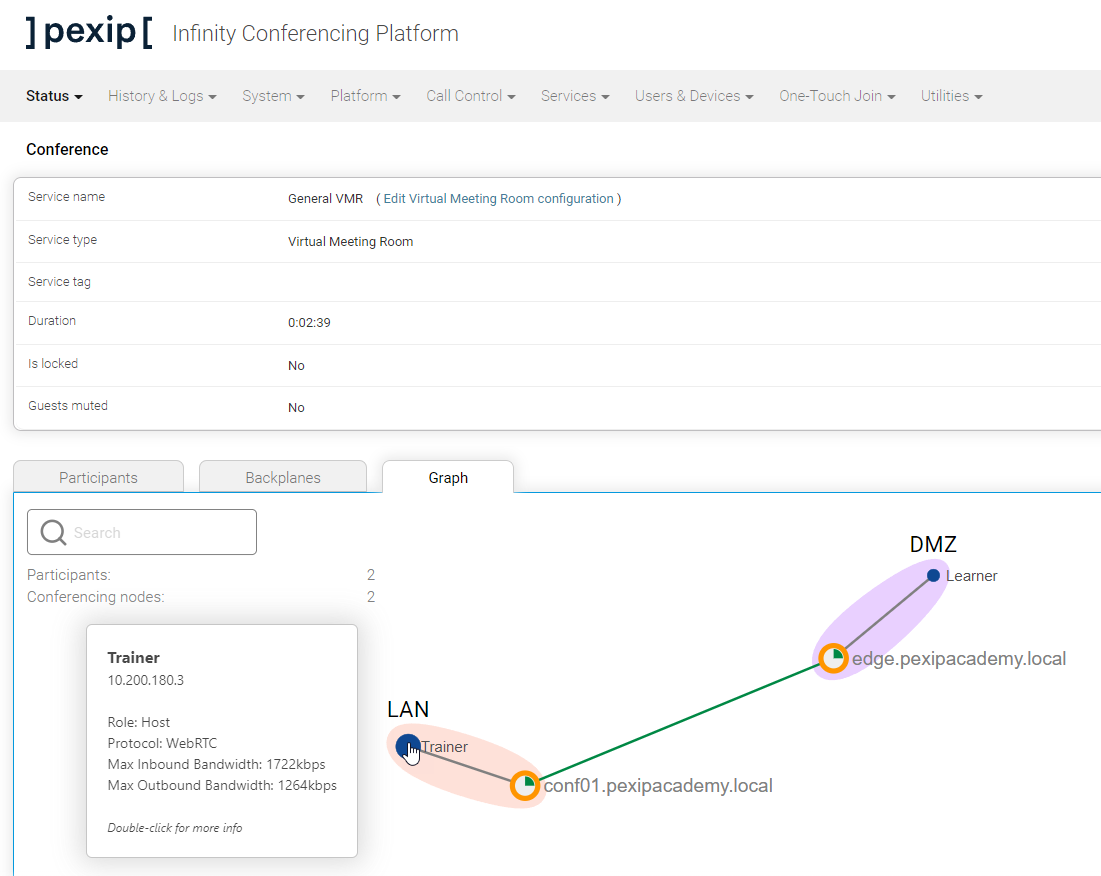 ]pexip[ Infinity Conferencing Platform
Status History & Logs System Platform Call Control Services Users & Devices One-Touch Join Utilities
Conference
Service name General VMR ( Edit Virtual Meeting Room configuration )
Service type Virtual Meeting Room
Service tag
Duration 0:02:39
Is locked No
Guests muted No
Participants Backplanes Graph
Search
Participants: 2
Conferencing nodes: 2
Trainer
10.200.180.3
Role: Host
Protocol: WebRTC
Max Inbound Bandwidth: 1722kbps
Max Outbound Bandwidth: 1264kbps
Double-click for more info
DMZ
Learner
edge.pexipacademy.local
LAN
Trainer
conf01.pexipacademy.local